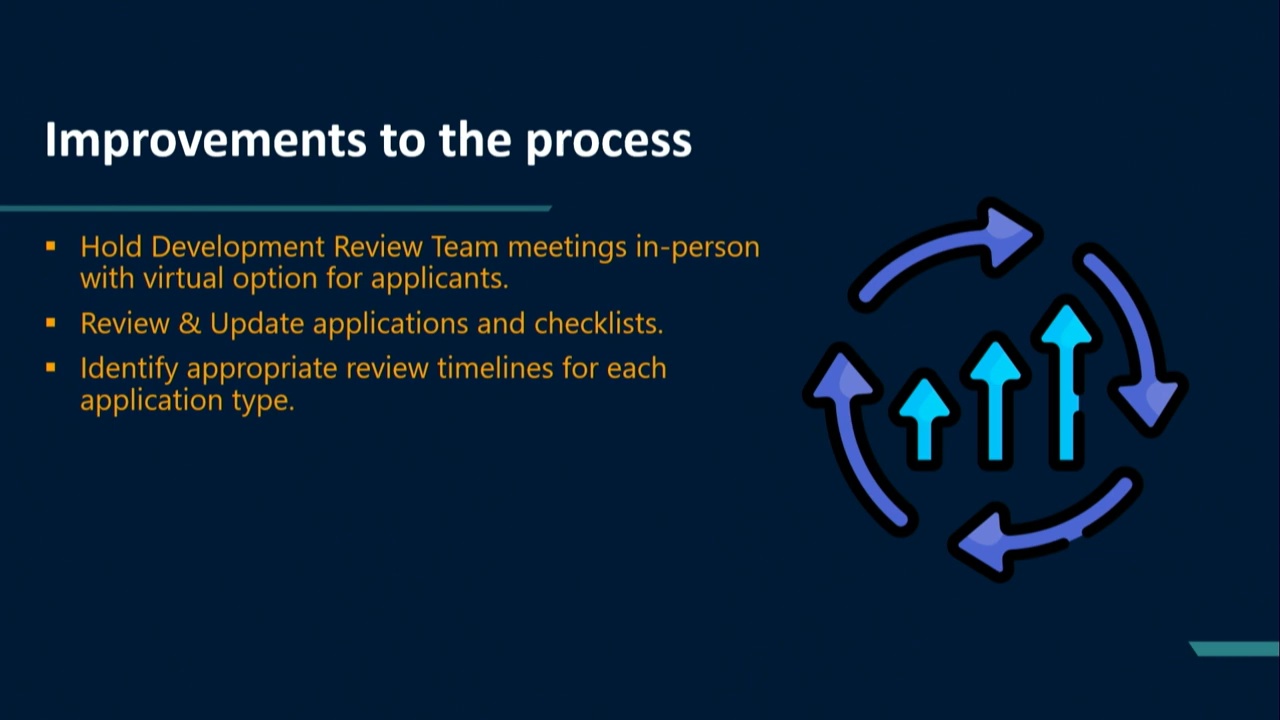 Improvements to the process
▪ Hold Development Review Team meetings in-person
with virtual option for applicants.
▪ Review & Update applications and checklists.
▪ Identify appropriate review timelines for each
application type.